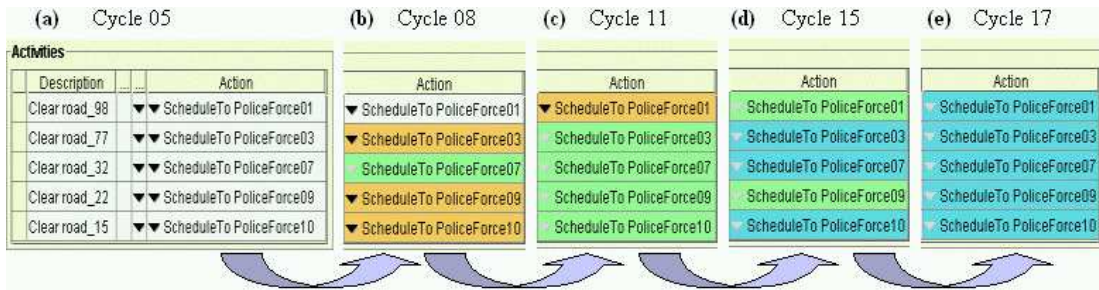 (a) Cycle 05 (b) Cycle 08 (c) Cycle 11 (d) Cycle 15 (e) Cycle 17
Activities
Description ... ... Action Action Action Action Action
Clear road_98 ScheduleTo PoliceForce01 ScheduleTo PoliceForce01 ScheduleTo PoliceForce01 ScheduleTo PoliceForce01 ScheduleTo PoliceForce01
Clear road_77 ScheduleTo PoliceForce03 ScheduleTo PoliceForce03 ScheduleTo PoliceForce03 ScheduleTo PoliceForce03 ScheduleTo PoliceForce03
Clear road_32 ScheduleTo PoliceForce07 ScheduleTo PoliceForce07 ScheduleTo PoliceForce07 ScheduleTo PoliceForce07 ScheduleTo PoliceForce07
Clear road_22 ScheduleTo PoliceForce09 ScheduleTo PoliceForce09 ScheduleTo PoliceForce09 ScheduleTo PoliceForce09 ScheduleTo PoliceForce09
Clear road_15 ScheduleTo PoliceForce10 ScheduleTo PoliceForce10 ScheduleTo PoliceForce10 ScheduleTo PoliceForce10 ScheduleTo PoliceForce10